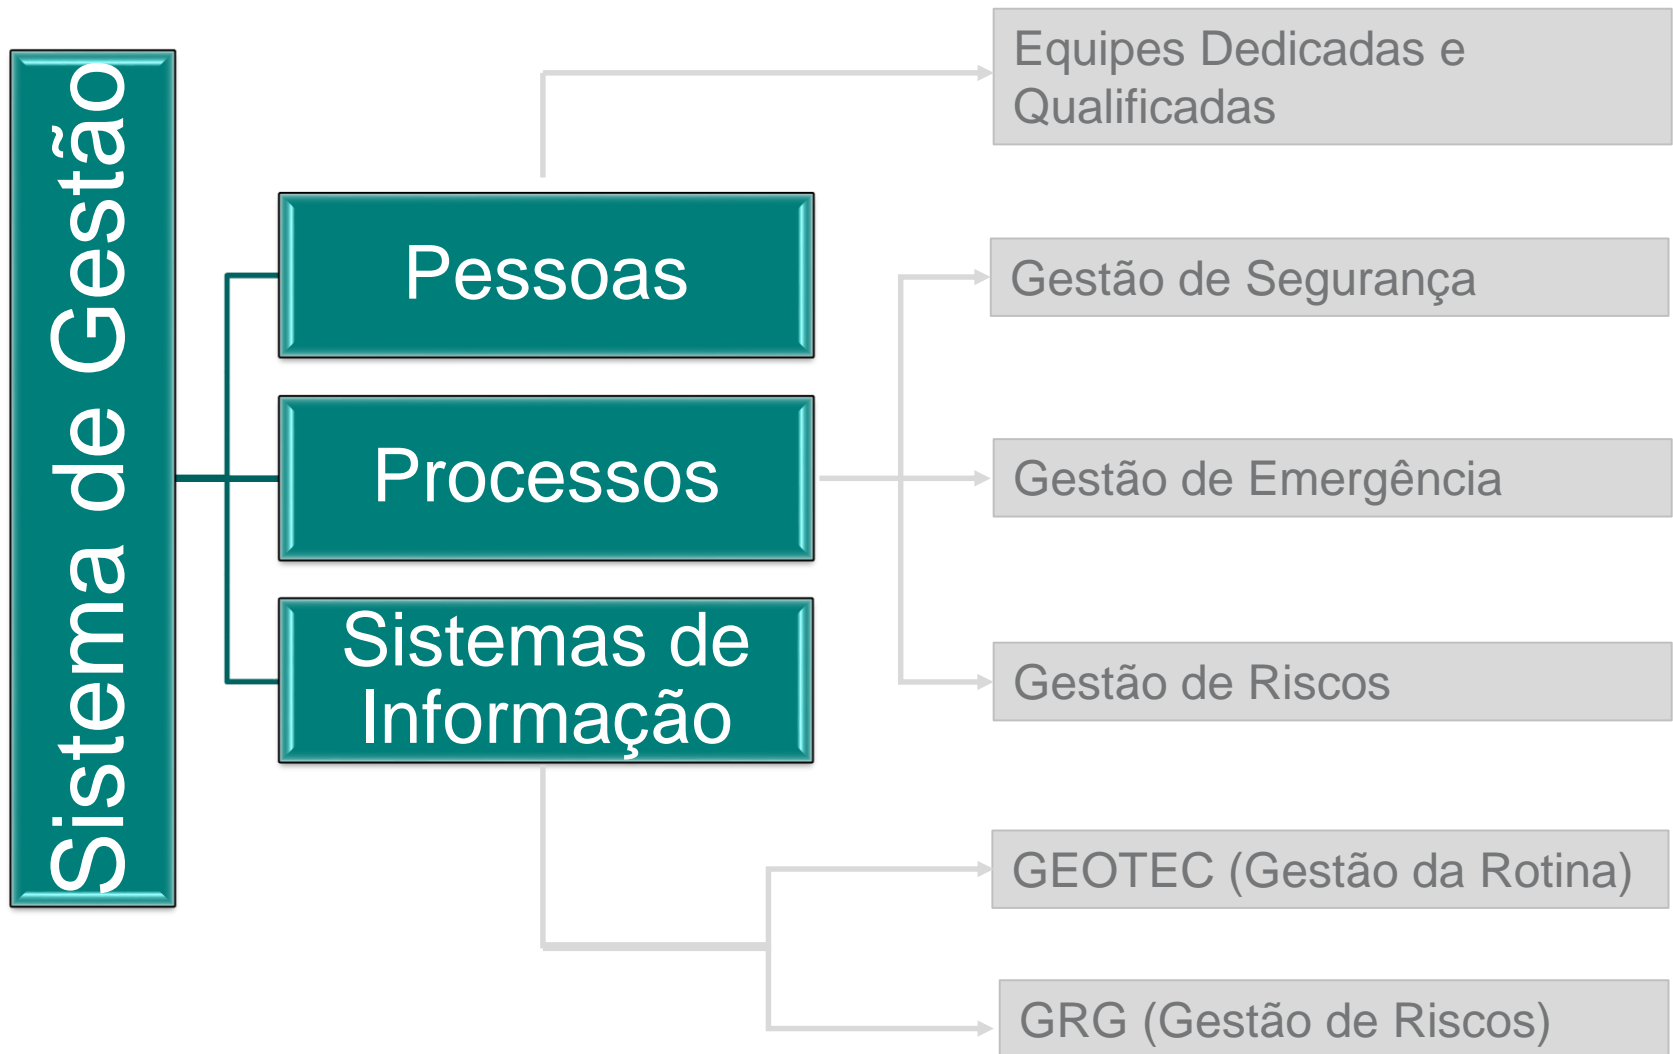 Sistema de Gestão
Equipes Dedicadas e
Qualificadas
Pessoas
Gestão de Segurança
Processos
Gestão de Emergência
Sistemas de
Informação
Gestão de Riscos
GEOTEC (Gestão da Rotina)
GRG (Gestão de Riscos)